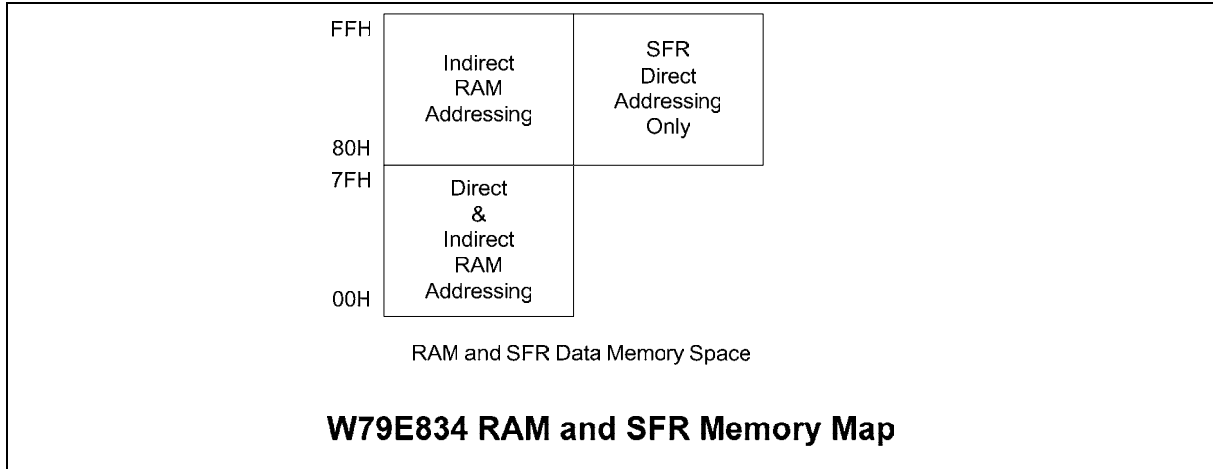 FFH
Indirect
RAM
Addressing
SFR
Direct
Addressing
Only
80H
7FH
Direct
&
Indirect
RAM
Addressing
00H
RAM and SFR Data Memory Space
W79E834 RAM and SFR Memory Map